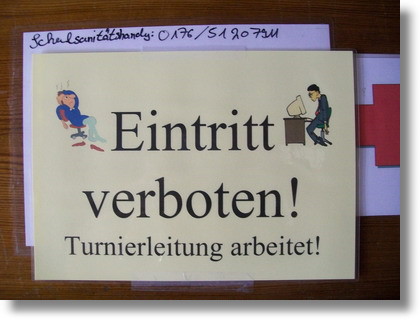 Schulsanitätshandy: 0176/51207911
Eintritt
verboten!
Turnierleitung arbeitet!